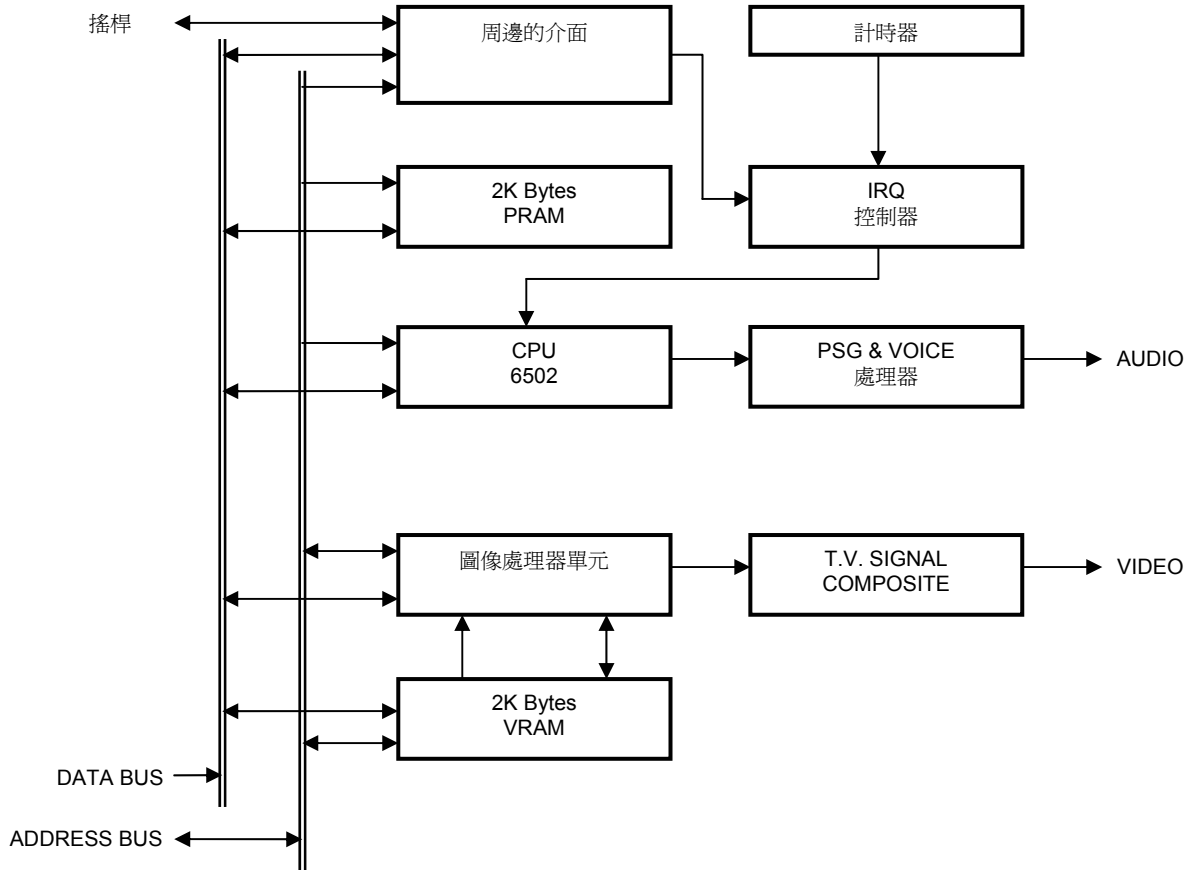 搖桿
周邊的介面
計時器
2K Bytes
PRAM
IRQ
控制器
CPU
6502
PSG & VOICE
處理器
AUDIO
圖像處理器單元
T.V. SIGNAL
COMPOSITE
VIDEO
2K Bytes
VRAM
DATA BUS
ADDRESS BUS